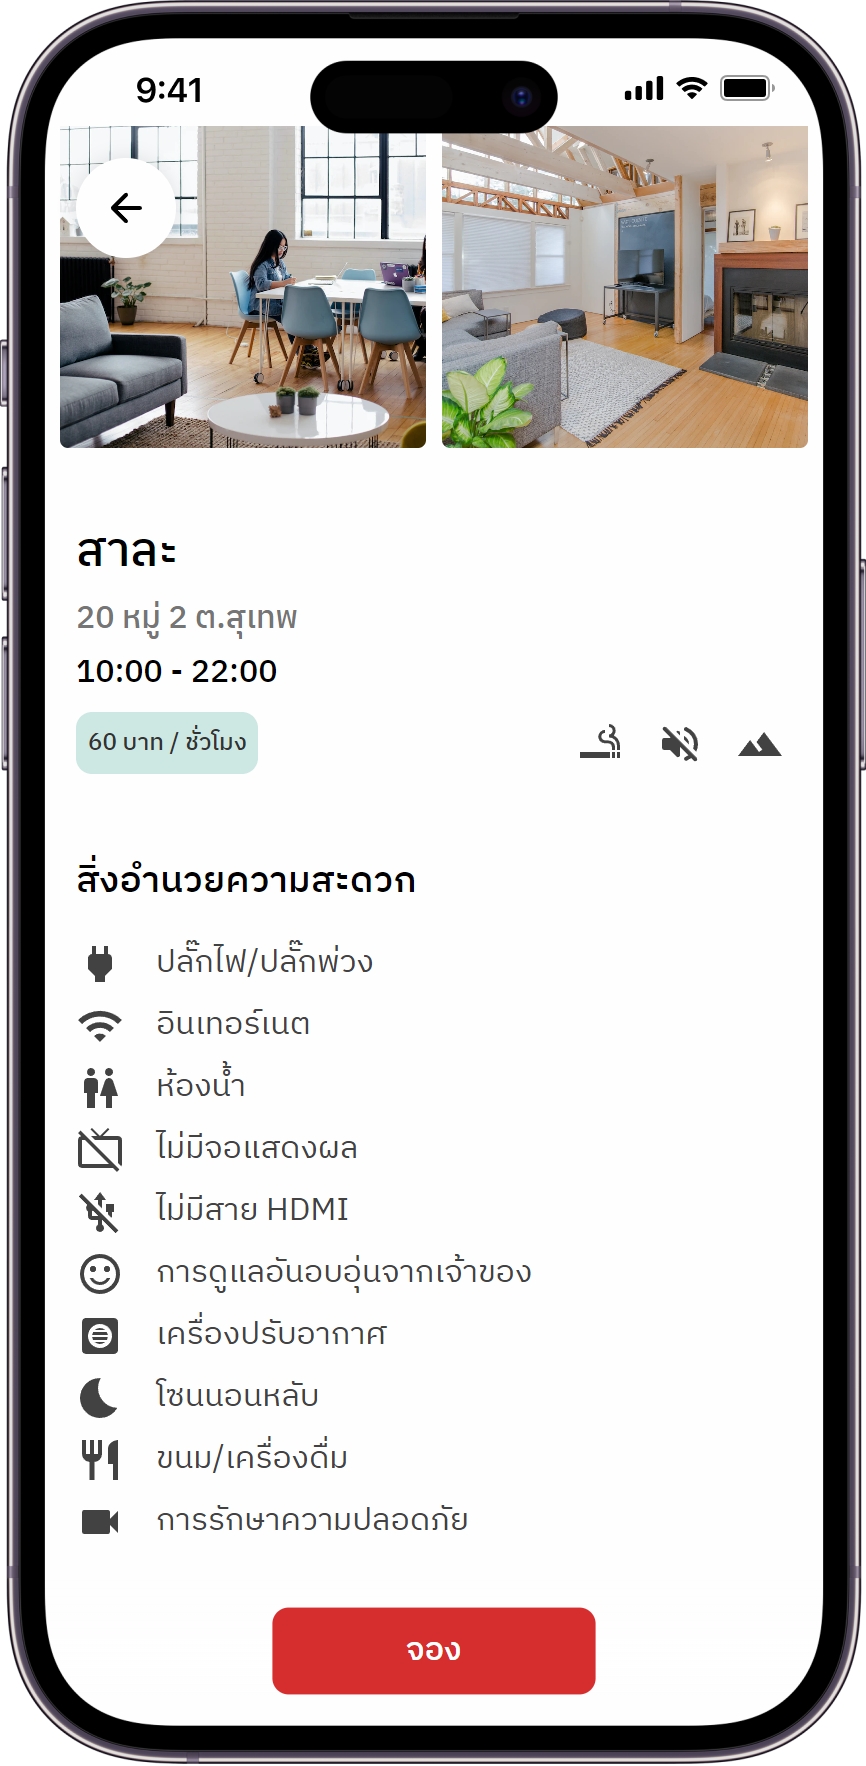 9:41
สาละ
20 หมู่ 2 ต.สุเทพ
10:00 - 22:00
60 บาท / ชั่วโมง
สิ่งอำนวยความสะดวก
ปลั๊กไฟ/ปลั๊กพ่วง
อินเทอร์เนต
ห้องน้ำ
ไม่มีจอแสดงผล
ไม่มีสาย HDMI
การดูแลอันอบอุ่นจากเจ้าของ
เครื่องปรับอากาศ
โซนนอนหลับ
ขนม/เครื่องดื่ม
การรักษาความปลอดภัย
จอง